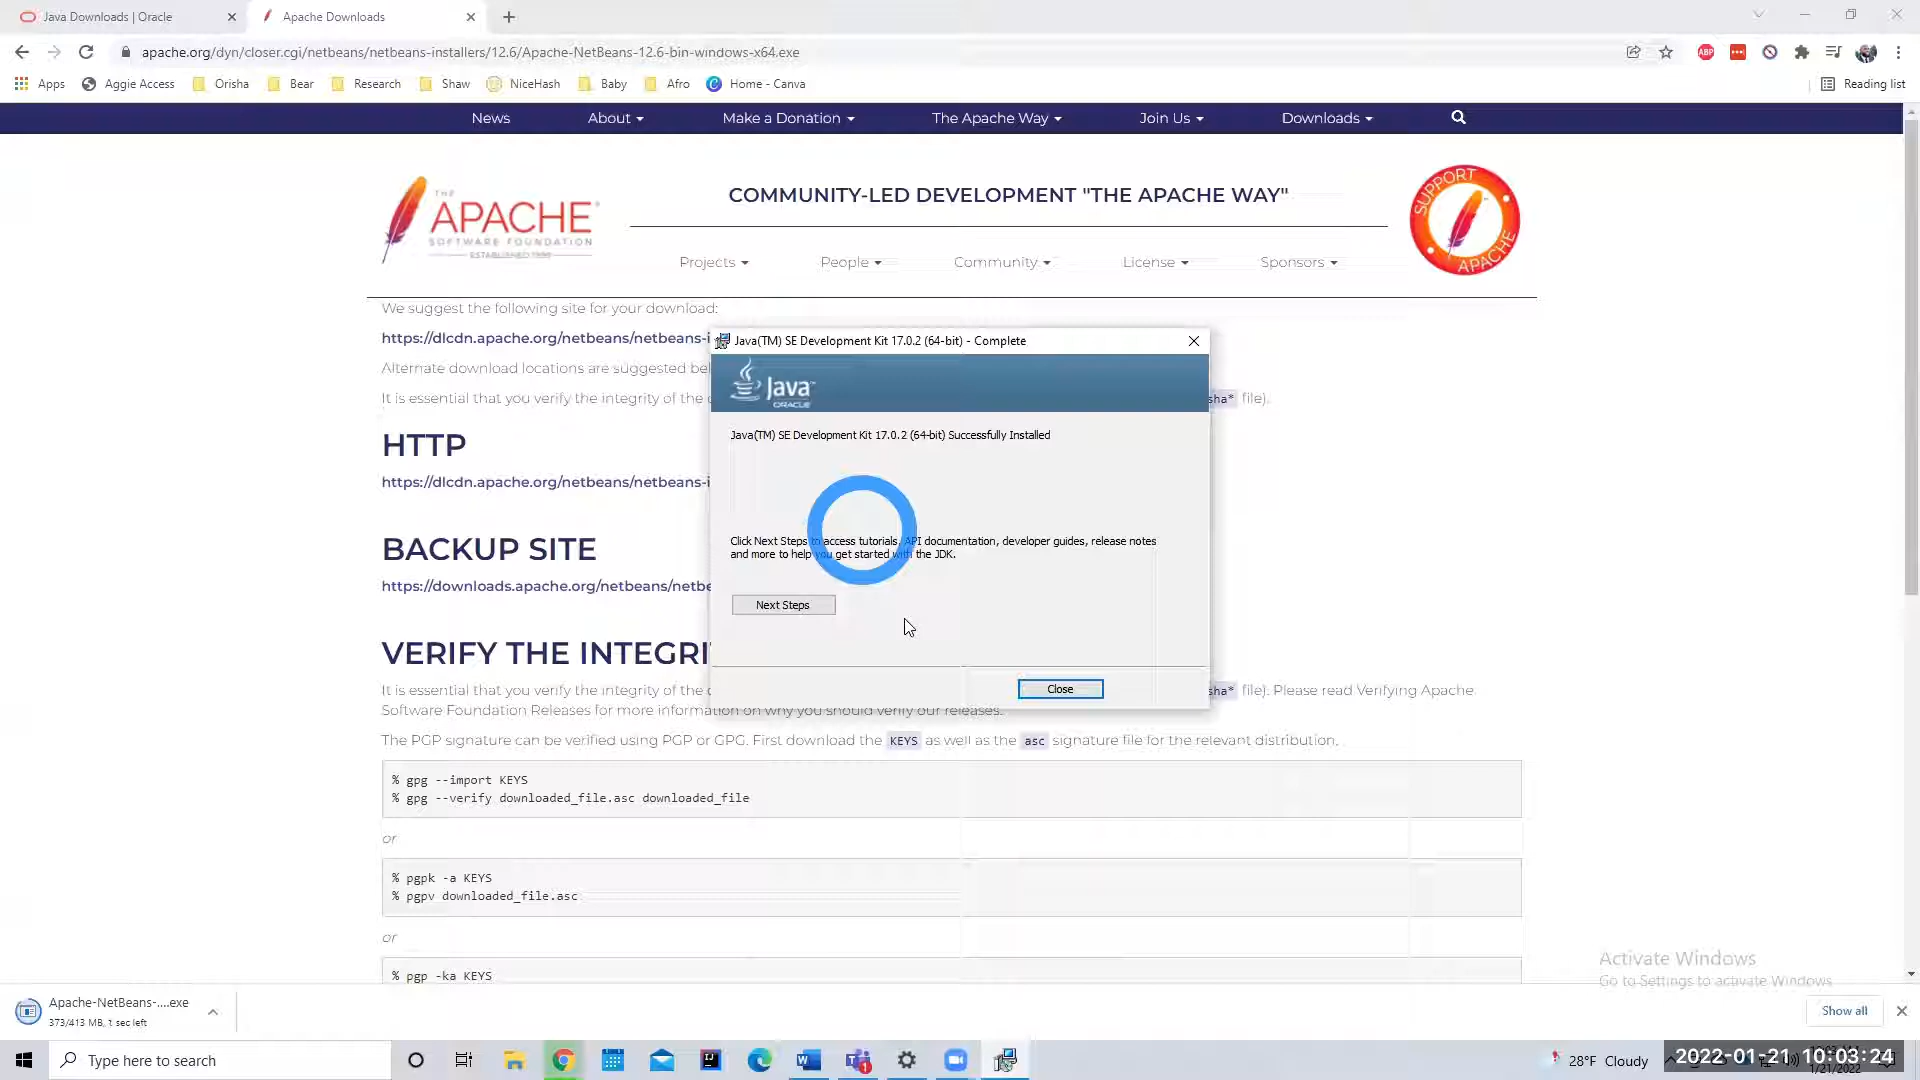 Java Downloads | Oracle
Apache Downloads
apache.org/dyn/closer.cgi/netbeans/netbeans-installers/12.6/Apache-NetBeans-12.6-bin-windows-x64.exe
ABP
Apps Aggie Access Orisha Bear Research Shaw NiceHash Baby Afro Home - Canva Reading list
News About Make a Donation The Apache Way Join Us Downloads
THE
APACHE
SOFTWARE FOUNDATION
ESTABLISHED 1999
COMMUNITY-LED DEVELOPMENT "THE APACHE WAY"
SUPPORT
APACHE
Projects People Community License Sponsors
We suggest the following site for your download:
https://dlcdn.apache.org/netbeans/netbeans-i
Alternate download locations are suggested bel
It is essential that you verify the integrity of the sha* file).
HTTP
https://dlcdn.apache.org/netbeans/netbeans-i
BACKUP SITE
https://downloads.apache.org/netbeans/netbe
VERIFY THE INTEGRI
It is essential that you verify the integrity of the sha* file). Please read Verifying Apache
Software Foundation Releases for more information on why you should verify our releases.
The PGP signature can be verified using PGP or GPG. First download the KEYS as well as the asc signature file for the relevant distribution.
% gpg --import KEYS
% gpg --verify downloaded_file.asc downloaded_file
or
% pgpk -a KEYS
% pgpv downloaded_file.asc
or
% pgp -ka KEYS
Java(TM) SE Development Kit 17.0.2 (64-bit) - Complete
Java™
ORACLE
Java(TM) SE Development Kit 17.0.2 (64-bit) Successfully Installed
Click Next Steps to access tutorials, API documentation, developer guides, release notes
and more to help you get started with the JDK.
Next Steps
Close
Activate Windows
Go to Settings to activate Windows
Apache-NetBeans-....exe
373/413 MB, 1 sec left
Show all
Type here to search
28°F Cloudy
2022-01-21 10:03:24
1/21/2022